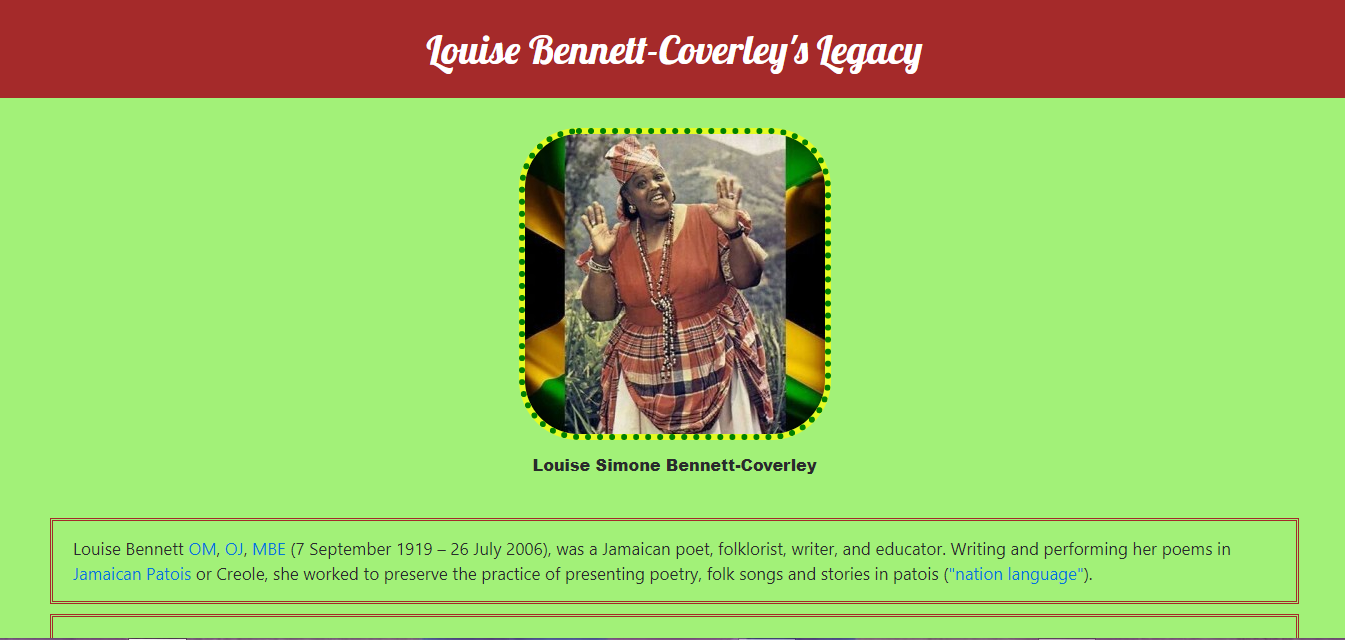 Louise Bennett-Coverley's Legacy
Louise Simone Bennett-Coverley
Louise Bennett OM, OJ, MBE (7 September 1919 – 26 July 2006), was a Jamaican poet, folklorist, writer, and educator. Writing and performing her poems in
Jamaican Patois or Creole, she worked to preserve the practice of presenting poetry, folk songs and stories in patois ("nation language").